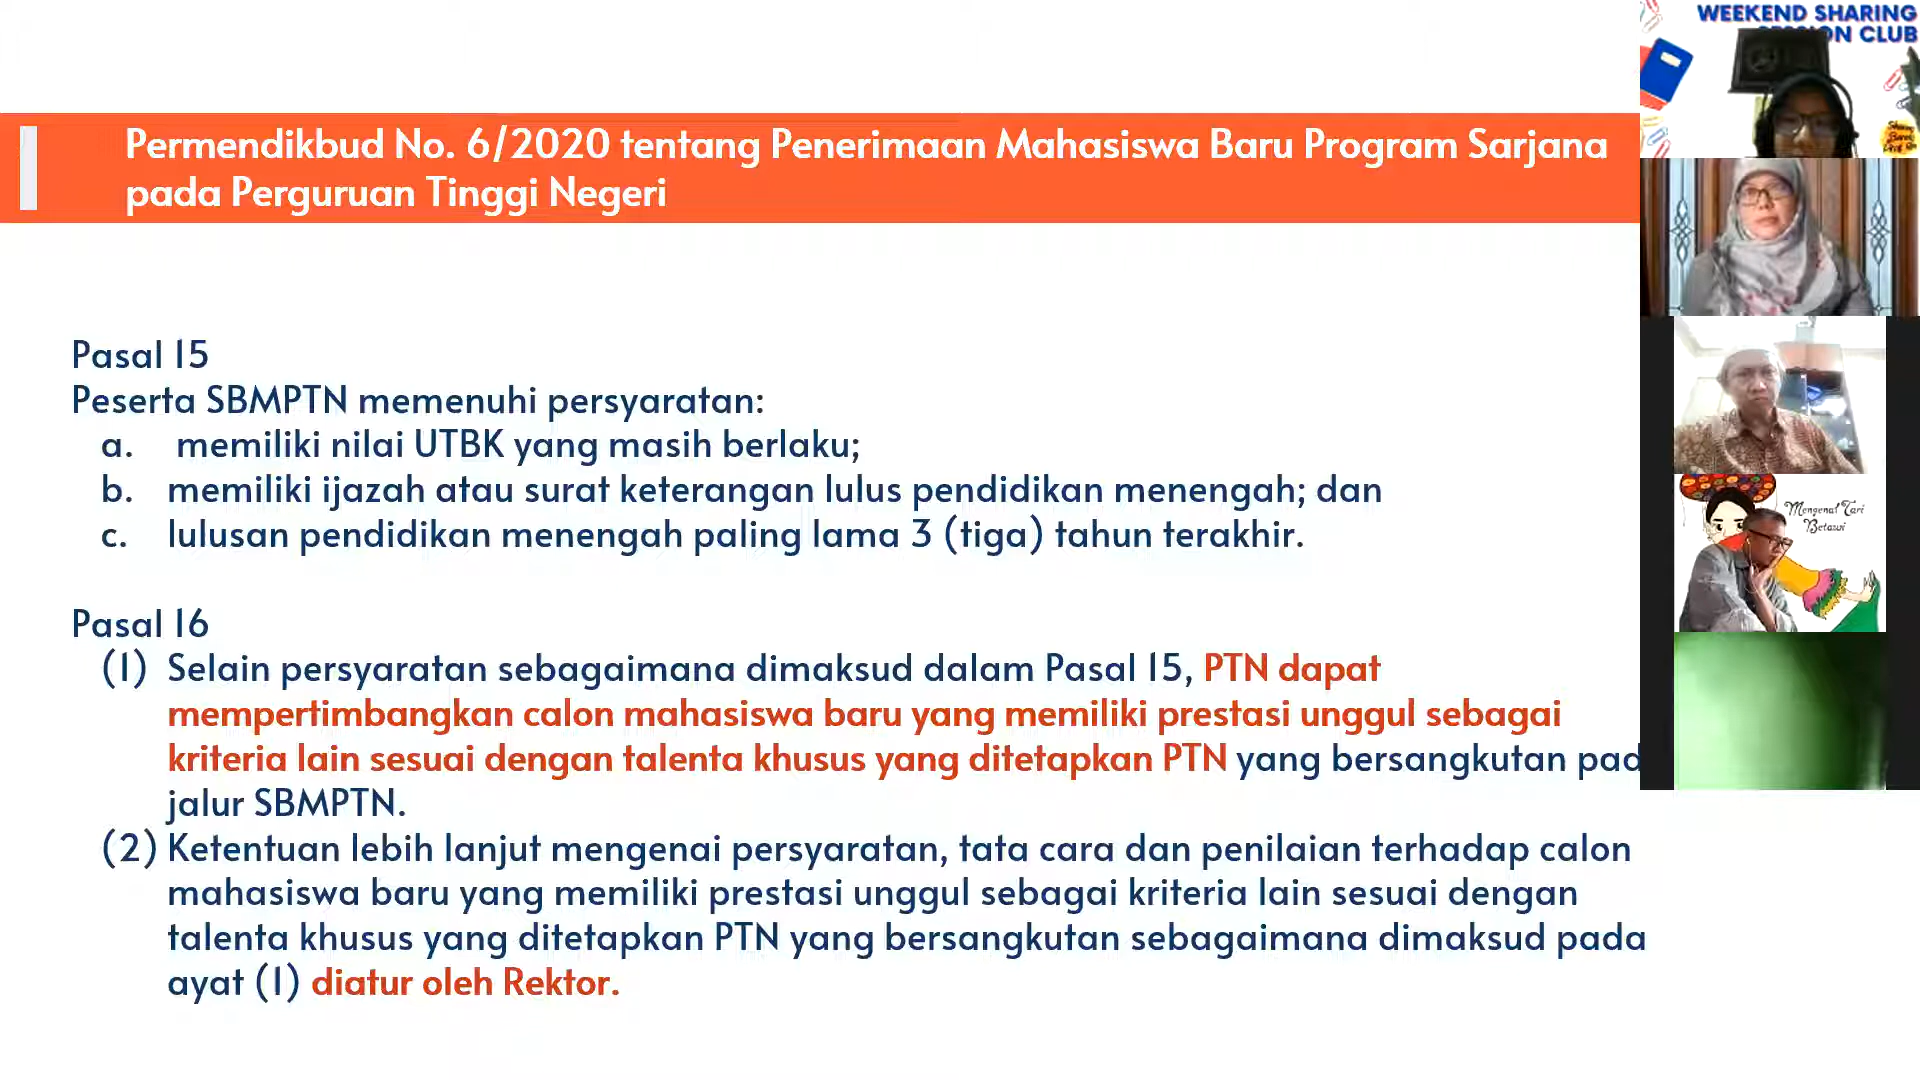 Permendikbud No. 6/2020 tentang Penerimaan Mahasiswa Baru Program Sarjana
pada Perguruan Tinggi Negeri
Pasal 15
Peserta SBMPTN memenuhi persyaratan:
a. memiliki nilai UTBK yang masih berlaku;
b. memiliki ijazah atau surat keterangan lulus pendidikan menengah; dan
c. lulusan pendidikan menengah paling lama 3 (tiga) tahun terakhir.
Pasal 16
(1) Selain persyaratan sebagaimana dimaksud dalam Pasal 15, PTN dapat
mempertimbangkan calon mahasiswa baru yang memiliki prestasi unggul sebagai
kriteria lain sesuai dengan talenta khusus yang ditetapkan PTN yang bersangkutan pad
jalur SBMPTN.
(2) Ketentuan lebih lanjut mengenai persyaratan, tata cara dan penilaian terhadap calon
mahasiswa baru yang memiliki prestasi unggul sebagai kriteria lain sesuai dengan
talenta khusus yang ditetapkan PTN yang bersangkutan sebagaimana dimaksud pada
ayat (1) diatur oleh Rektor.
WEEKEND SHARING
CLUB
Mengenal Tari
Betawi